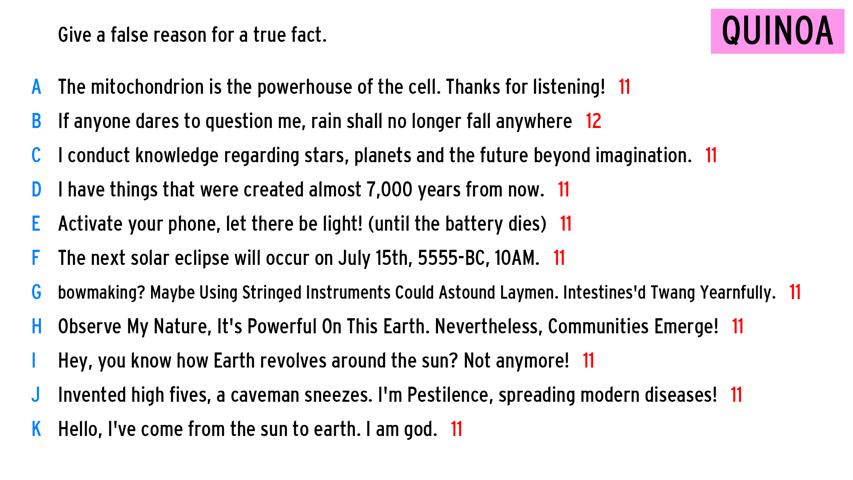 Give a false reason for a true fact.
QUINOA
A The mitochondrion is the powerhouse of the cell. Thanks for listening! 11
B If anyone dares to question me, rain shall no longer fall anywhere 12
C I conduct knowledge regarding stars, planets and the future beyond imagination. 11
D I have things that were created almost 7,000 years from now. 11
E Activate your phone, let there be light! (until the battery dies) 11
F The next solar eclipse will occur on July 15th, 5555-BC, 10AM. 11
G bowmaking? Maybe Using Stringed Instruments Could Astound Laymen. Intestines'd Twang Yearnfully. 11
H Observe My Nature, It's Powerful On This Earth. Nevertheless, Communities Emerge! 11
I Hey, you know how Earth revolves around the sun? Not anymore! 11
J Invented high fives, a caveman sneezes. I'm Pestilence, spreading modern diseases! 11
K Hello, I've come from the sun to earth. I am god. 11